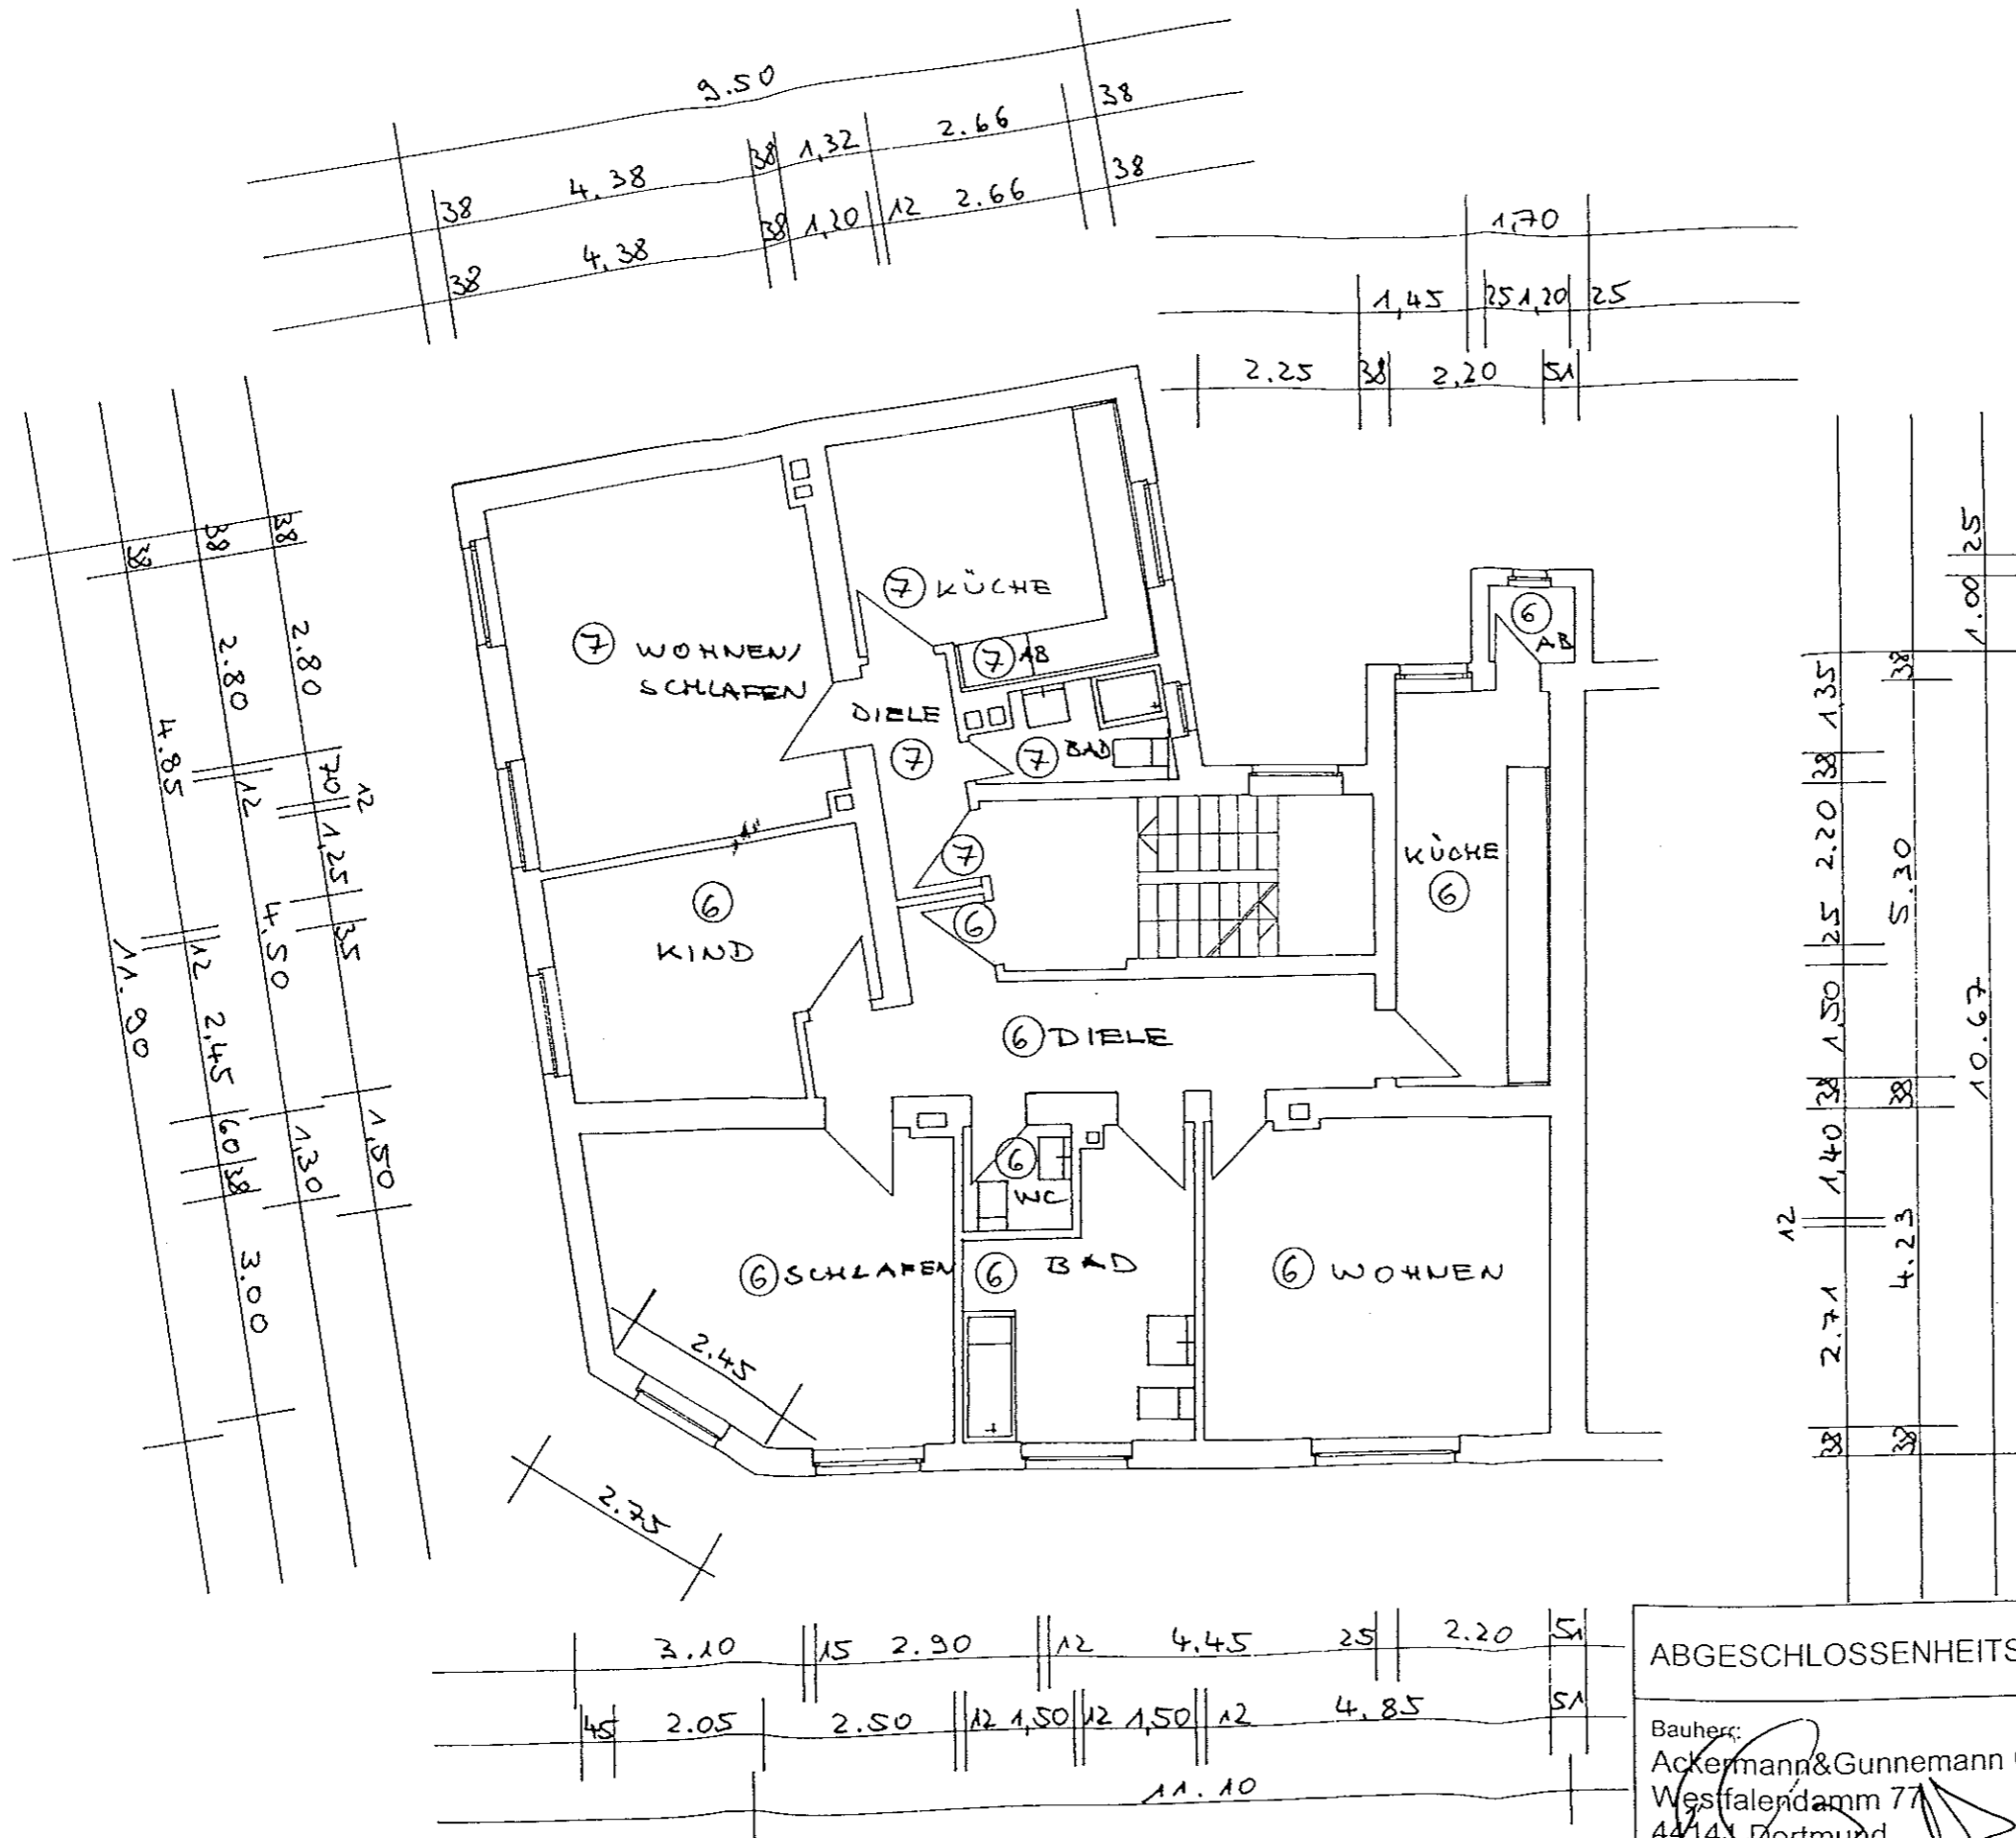 9.50
38 4.38 38 1,32 2.66 38
38 4,38 38 1,20 12 2.66 38
1,70
1,45 25 1,20 25
2.25 38 2,20 51
11.90
38 4.85 12 2,45 60 38 3.00
38 2.80 12 4.50 1,30
38 2.80 70 12 1,25 35 1,50
7 WOHNEN/
SCHLAFEN
7 KÜCHE
7 AB
DIELE
7
7 BAD
7
6
6
AB
KÜCHE
6
6
KIND
6 DIELE
6
WC
6 SCHLAFEN
6 BAD
6 WOHNEN
2.45
2.75
1,35 38 2.20 25 1,50 38 1,40 12 2.71 38
38 5.30 38 4.23 38
25 1.00 10.67
3.10 15 2.90 12 4.45 25 2.20 51
45 2.05 2.50 12 1,50 12 1,50 12 4,85 51
11.10
ABGESCHLOSSENHEITS
Bauherr:
Ackermann&Gunnemann
Westfalendamm 77
44141 Dortmund